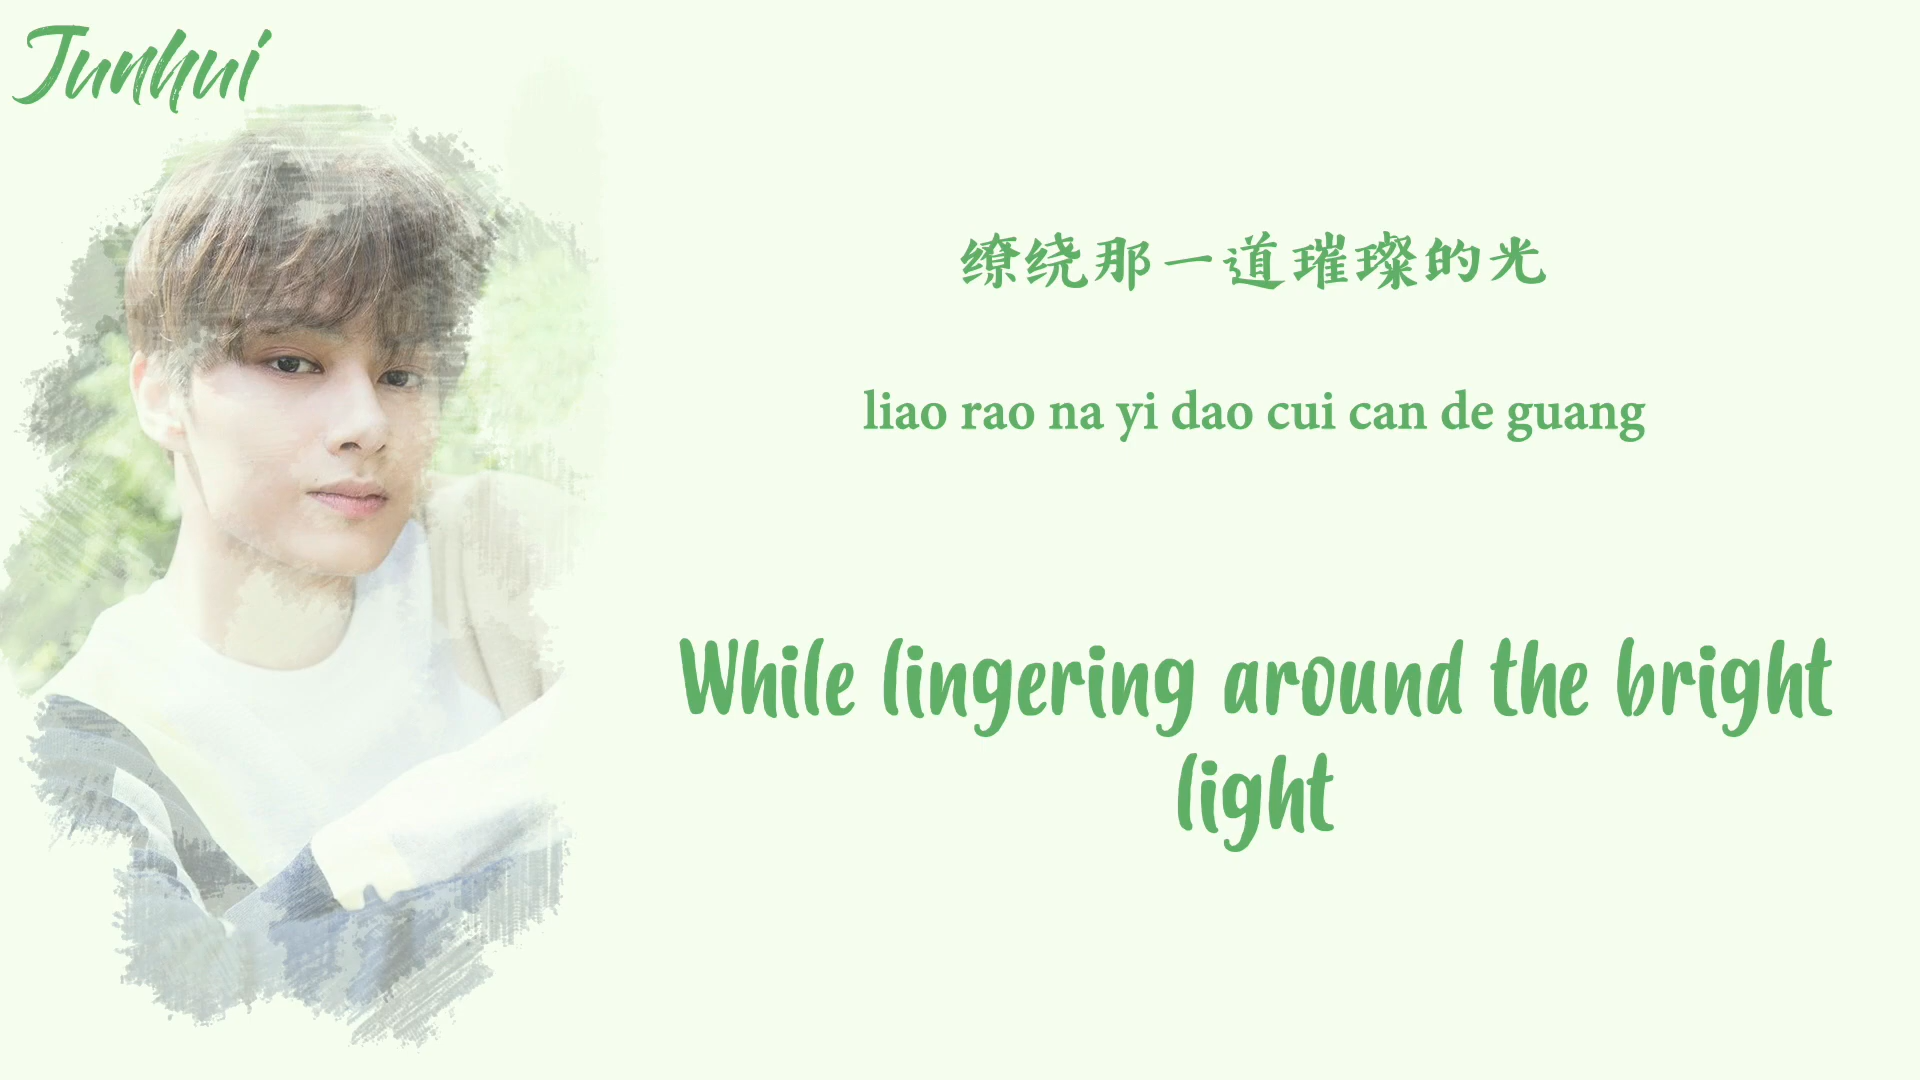 Junhui
缭绕那一道璀璨的光
liao rao na yi dao cui can de guang
While lingering around the bright
light